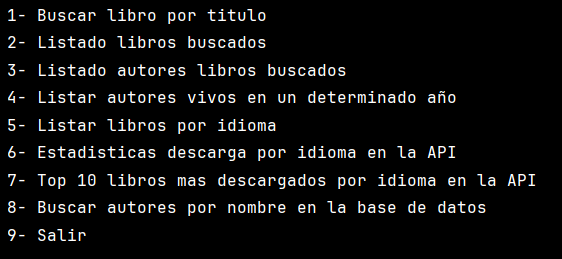 1- Buscar libro por titulo
2- Listado libros buscados
3- Listado autores libros buscados
4- Listar autores vivos en un determinado año
5- Listar libros por idioma
6- Estadisticas descarga por idioma en la API
7- Top 10 libros mas descargados por idioma en la API
8- Buscar autores por nombre en la base de datos
9- Salir